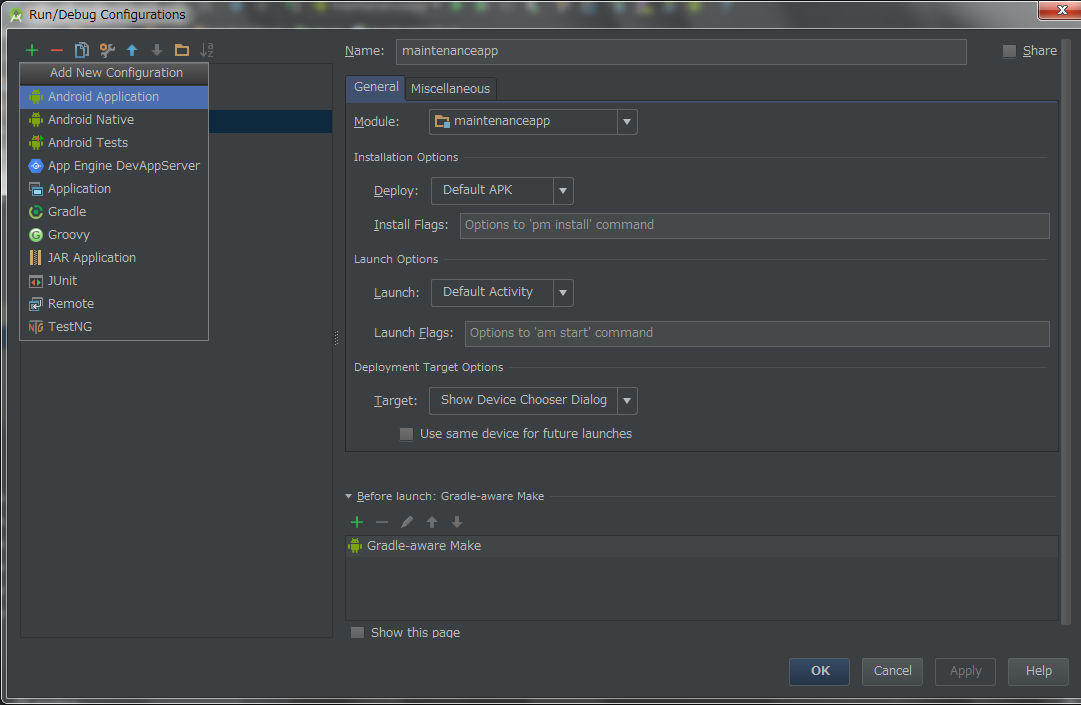 Run/Debug Configurations
Name: maintenanceapp Share
Add New Configuration
Android Application
Android Native
Android Tests
App Engine DevAppServer
Application
Gradle
Groovy
JAR Application
JUnit
Remote
TestNG
General Miscellaneous
Module: maintenanceapp
Installation Options
Deploy: Default APK
Install Flags: Options to 'pm install' command
Launch Options
Launch: Default Activity
Launch Flags: Options to 'am start' command
Deployment Target Options
Target: Show Device Chooser Dialog
Use same device for future launches
Before launch: Gradle-aware Make
Gradle-aware Make
Show this page
OK Cancel Apply Help